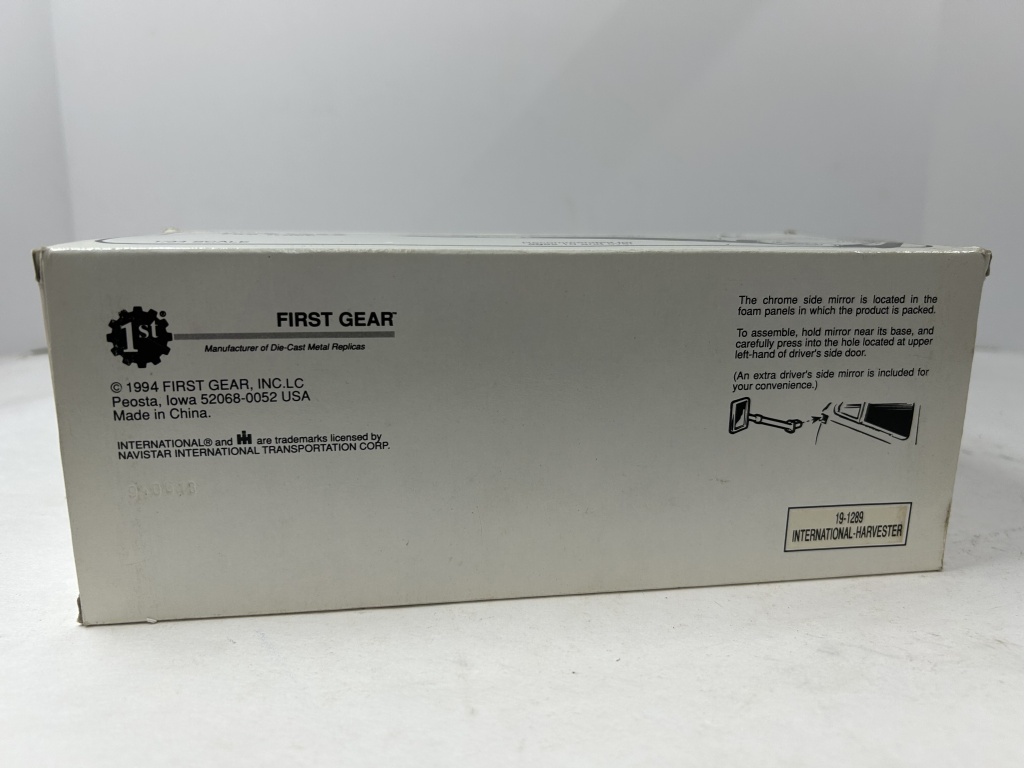 1st
FIRST GEAR™
Manufacturer of Die-Cast Metal Replicas
© 1994 FIRST GEAR, INC.LC
Peosta, Iowa 52068-0052 USA
Made in China.
INTERNATIONAL® and IH are trademarks licensed by
NAVISTAR INTERNATIONAL TRANSPORTATION CORP.
The chrome side mirror is located in the
foam panels in which the product is packed.
To assemble, hold mirror near its base, and
carefully press into the hole located at upper
left-hand of driver's side door.
(An extra driver's side mirror is included for
your convenience.)
19-1289
INTERNATIONAL-HARVESTER